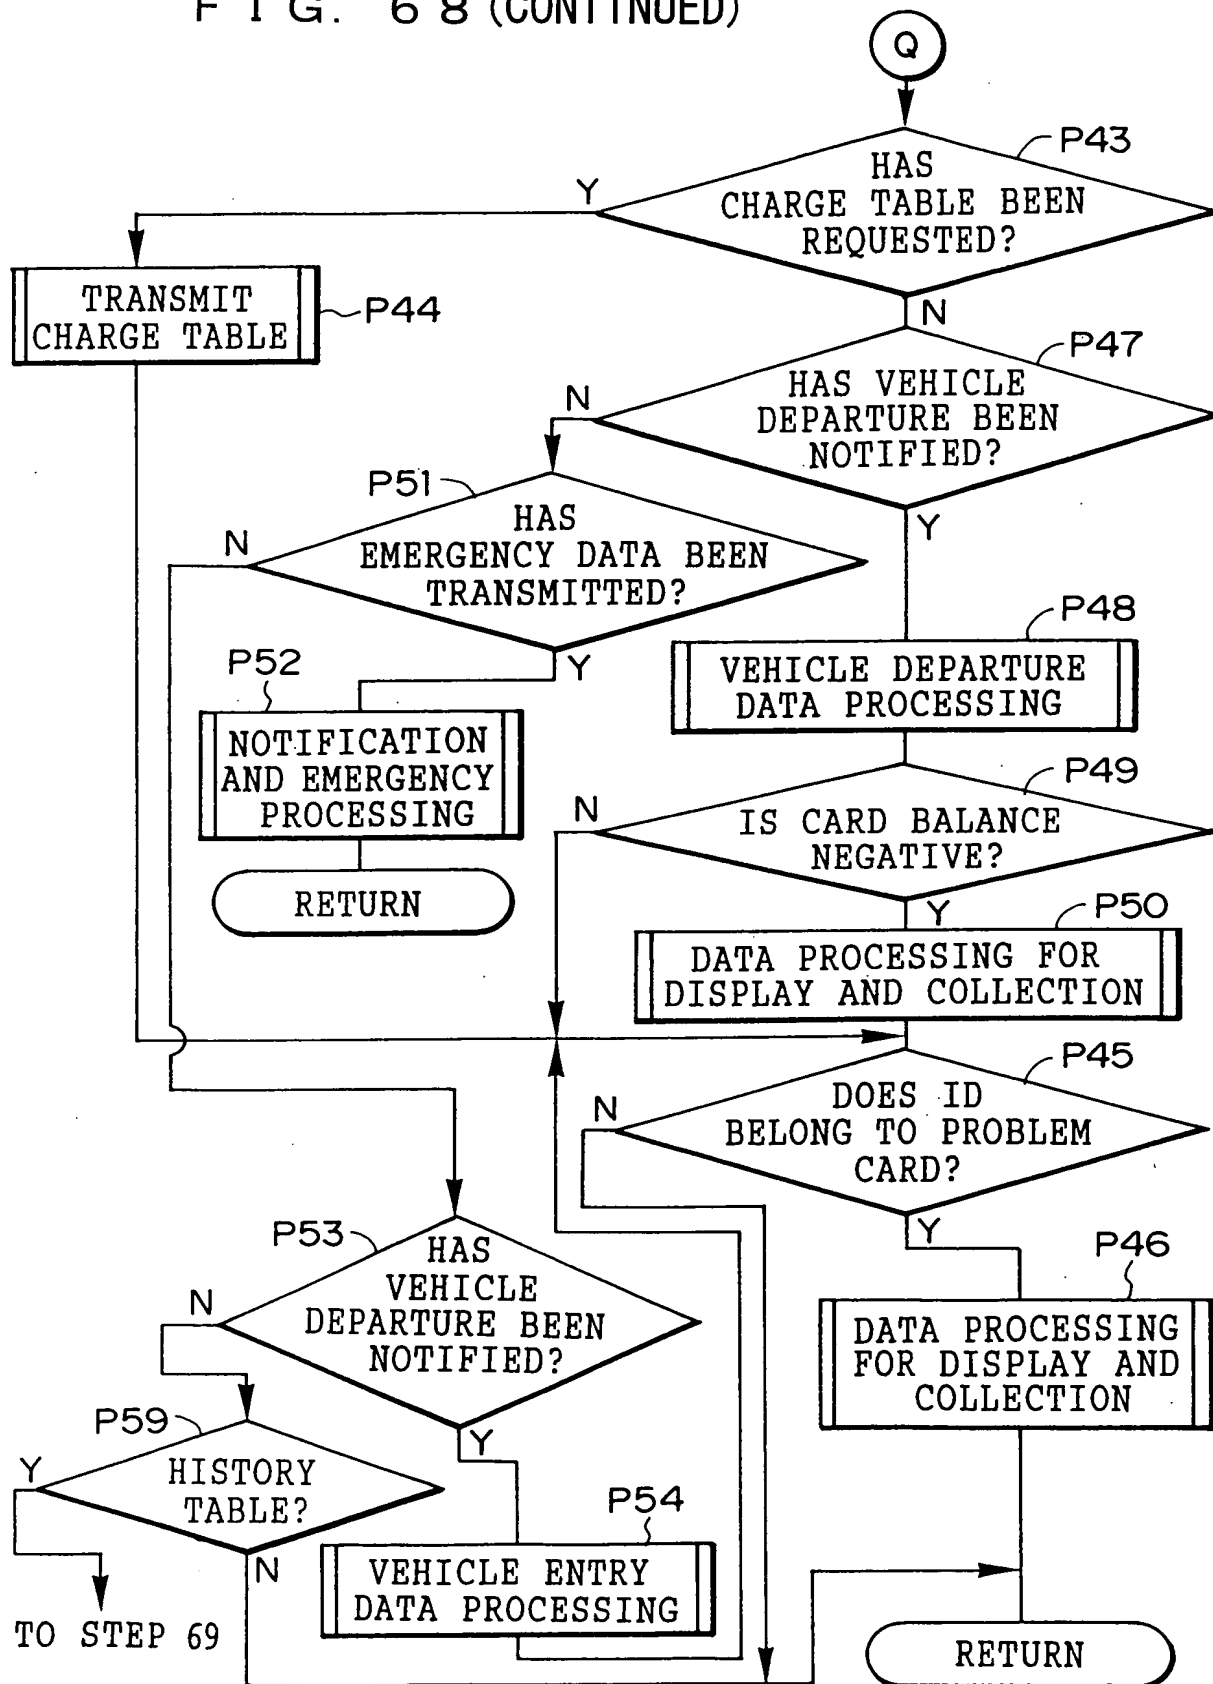 FIG. 68 (CONTINUED)
Q
P43
HAS
CHARGE TABLE BEEN
REQUESTED?
Y
N
TRANSMIT
CHARGE TABLE
P44
P47
HAS VEHICLE
DEPARTURE BEEN
NOTIFIED?
N
Y
P51
HAS
EMERGENCY DATA BEEN
TRANSMITTED?
N
Y
P48
VEHICLE DEPARTURE
DATA PROCESSING
P52
NOTIFICATION
AND EMERGENCY
PROCESSING
RETURN
P49
IS CARD BALANCE
NEGATIVE?
N
Y
P50
DATA PROCESSING FOR
DISPLAY AND COLLECTION
P45
DOES ID
BELONG TO PROBLEM
CARD?
N
Y
P46
DATA PROCESSING
FOR DISPLAY AND
COLLECTION
P53
HAS
VEHICLE
DEPARTURE BEEN
NOTIFIED?
N
Y
P59
HISTORY
TABLE?
Y
N
TO STEP 69
P54
VEHICLE ENTRY
DATA PROCESSING
RETURN